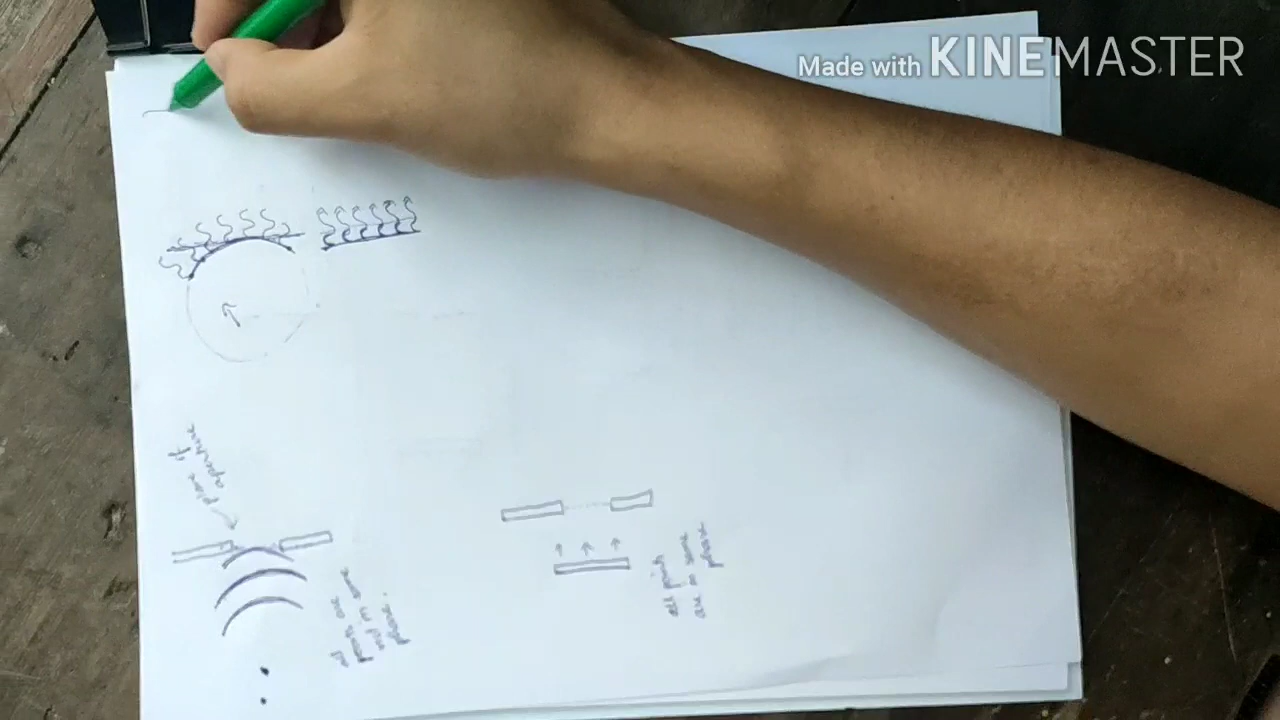 Made with KINEMASTER
plane of
aperture
all
points are
not in same
phase.
all points
are in same
phase